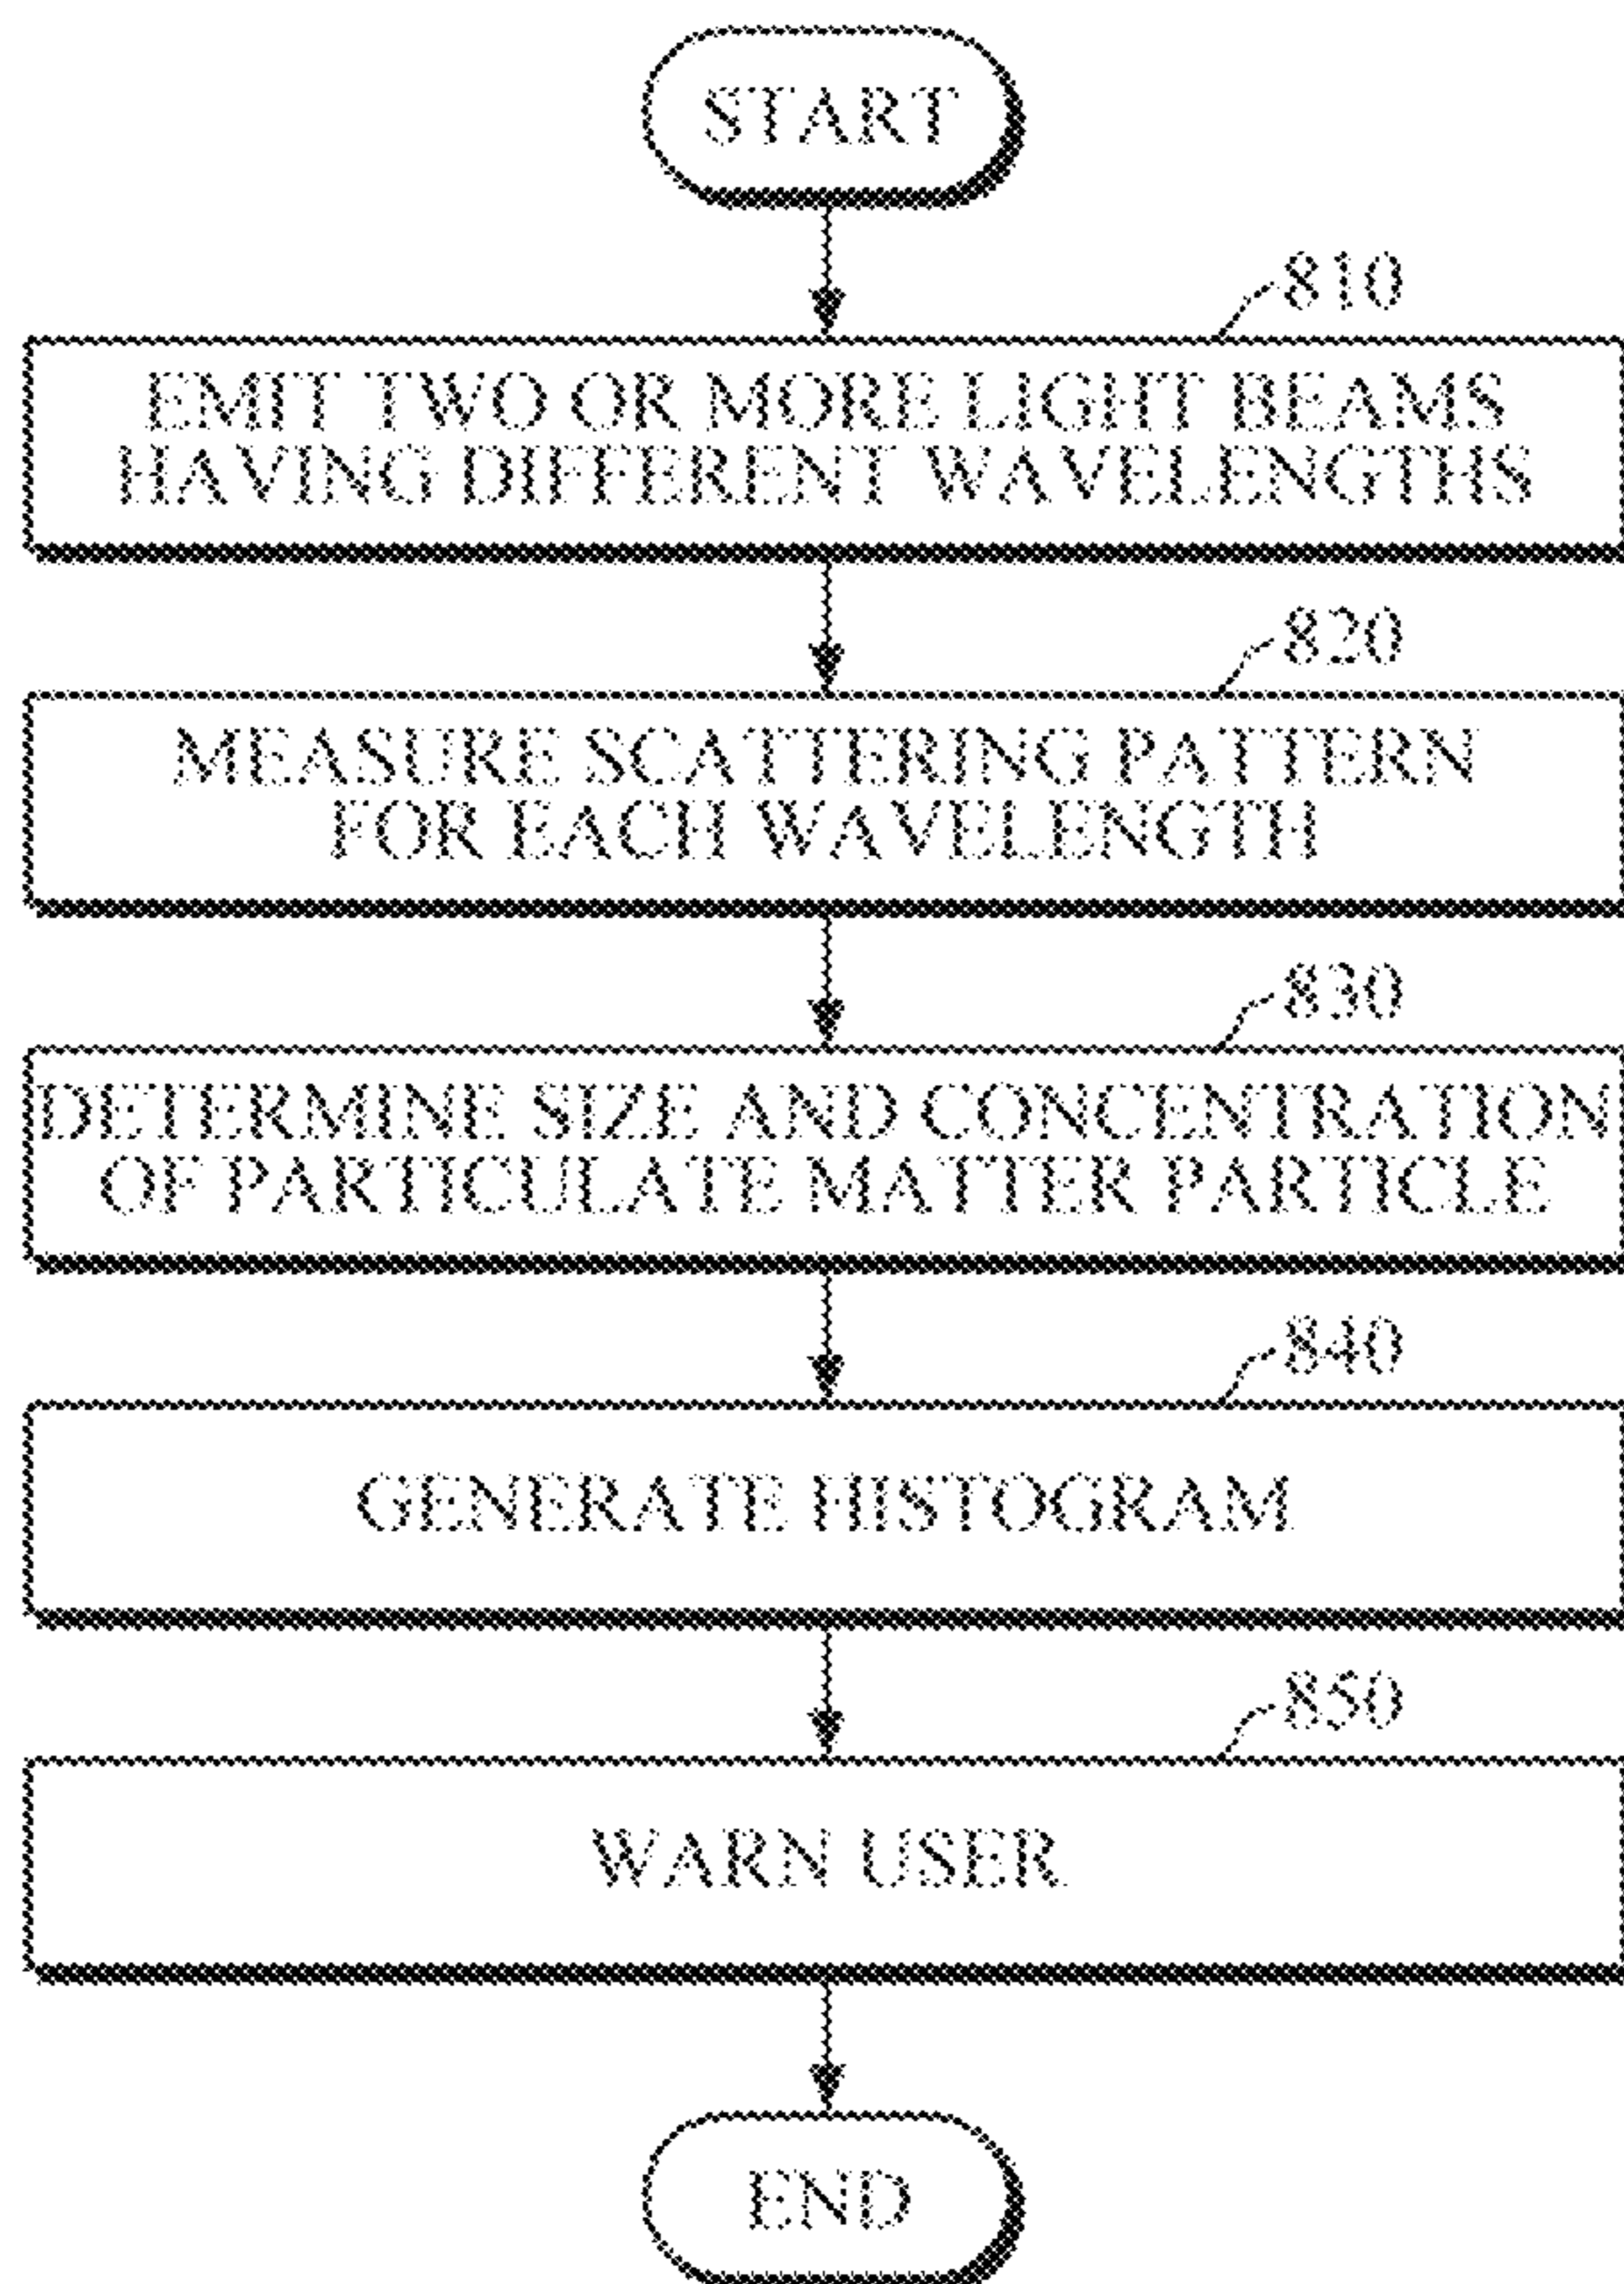 START
810
EMIT TWO OR MORE LIGHT BEAMS
HAVING DIFFERENT WAVELENGTHS
820
MEASURE SCATTERING PATTERN
FOR EACH WAVELENGTH
830
DETERMINE SIZE AND CONCENTRATION
OF PARTICULATE MATTER PARTICLE
840
GENERATE HISTOGRAM
850
WARN USER
END